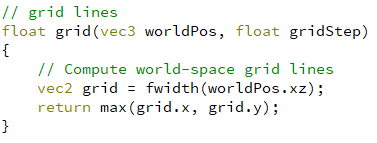 // grid lines
float grid(vec3 worldPos, float gridStep)
{
    // Compute world-space grid lines
    vec2 grid = fwidth(worldPos.xz);
    return max(grid.x, grid.y);
}